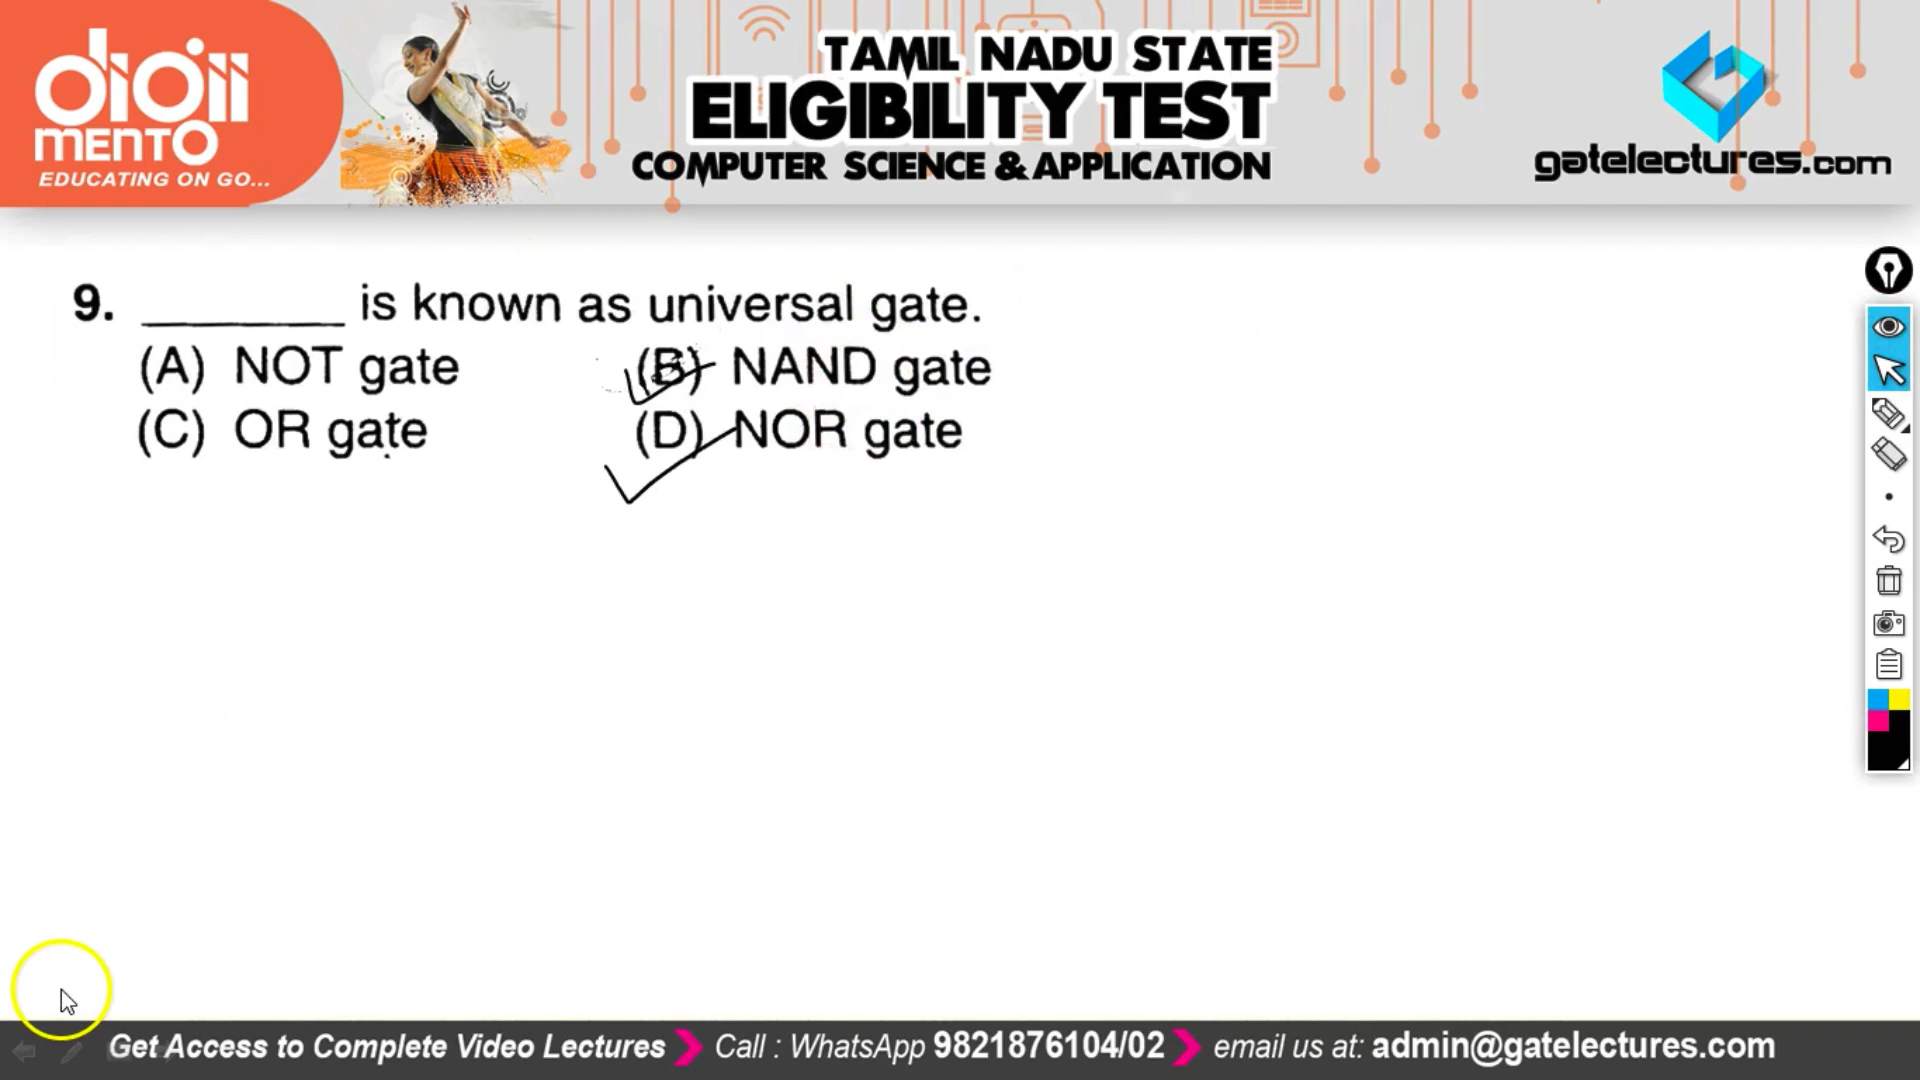 digii
mento
EDUCATING ON GO...
TAMIL NADU STATE
ELIGIBILITY TEST
COMPUTER SCIENCE & APPLICATION
gatelectures.com
9. ________ is known as universal gate.
(A) NOT gate (B) NAND gate
(C) OR gate (D) NOR gate
Get Access to Complete Video Lectures Call : WhatsApp 9821876104/02 email us at: admin@gatelectures.com